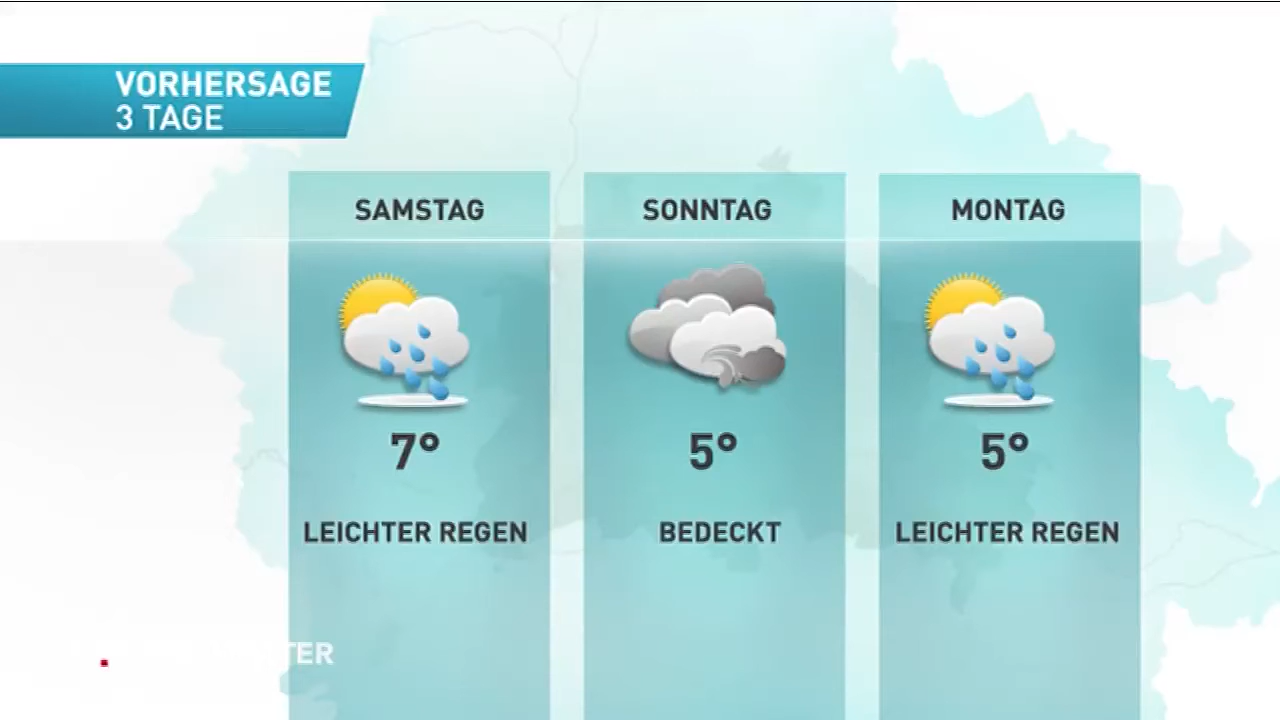 VORHERSAGE
3 TAGE
SAMSTAG
SONNTAG
MONTAG
7°
5°
5°
LEICHTER REGEN
BEDECKT
LEICHTER REGEN